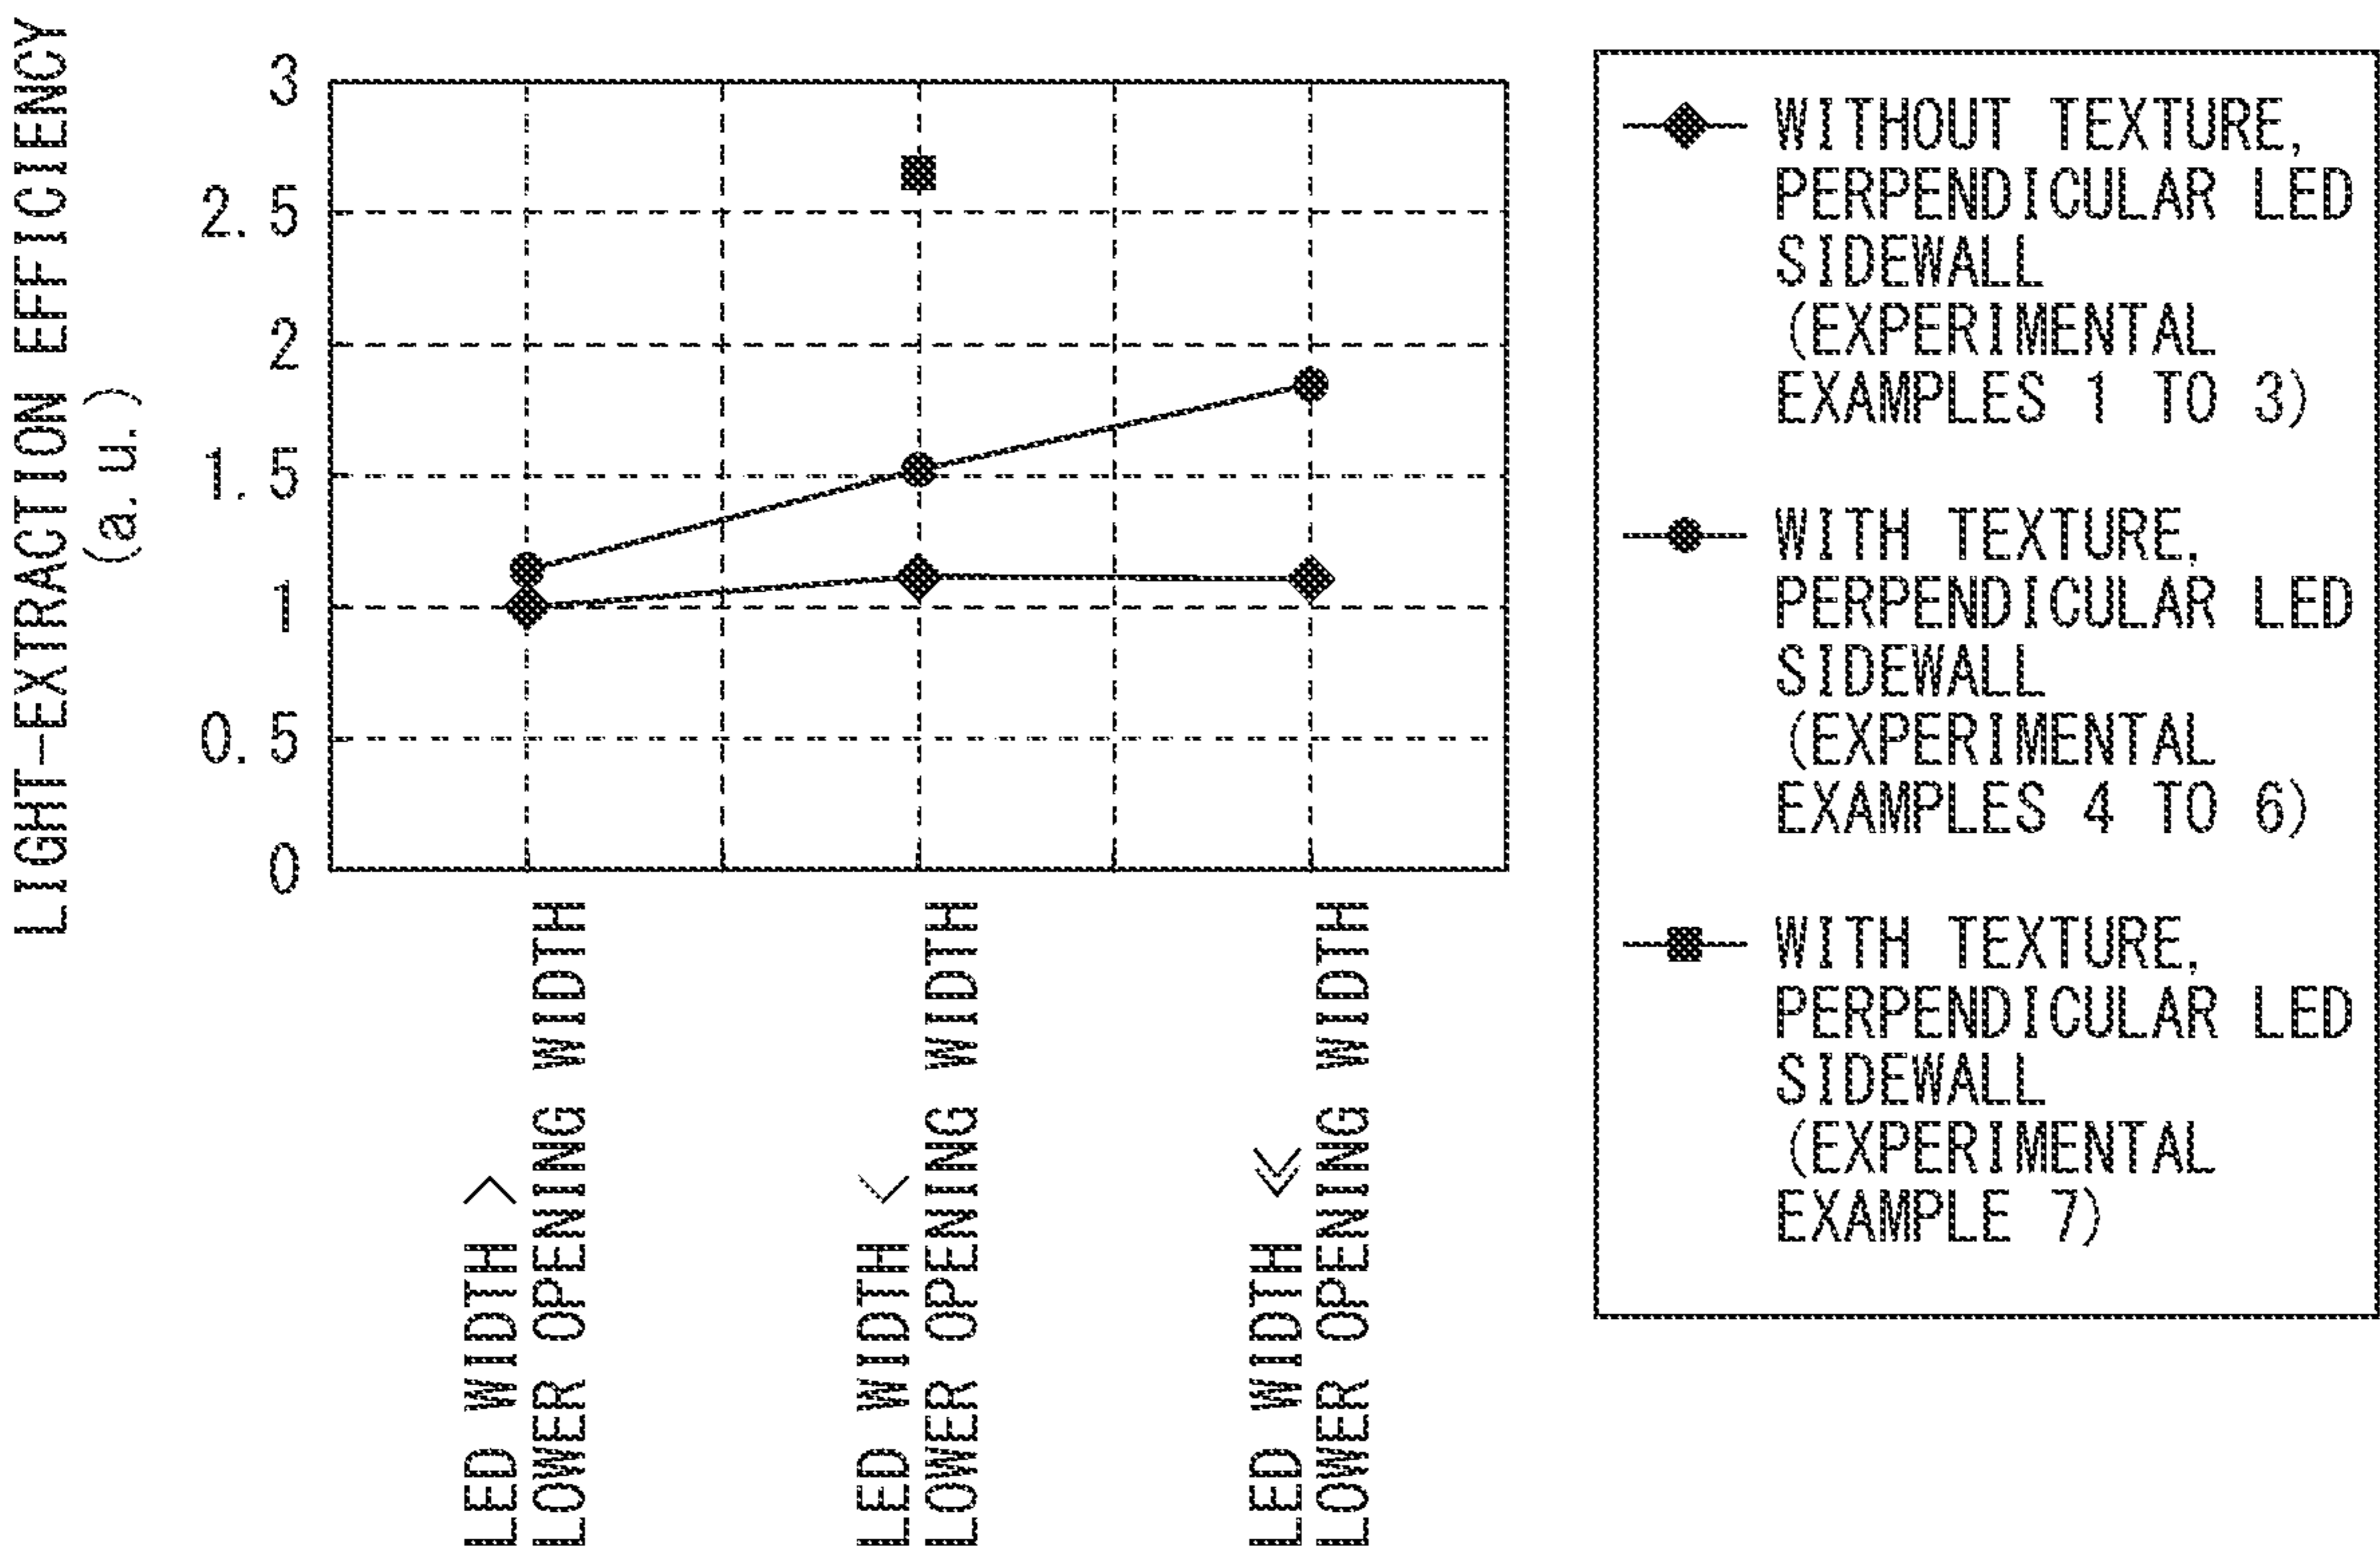 LIGHT-EXTRACTION EFFICIENCY
(a.u.)
3
2.5
2
1.5
1
0.5
0
LED WIDTH >
LOWER OPENING WIDTH
LED WIDTH <
LOWER OPENING WIDTH
LED WIDTH ≪
LOWER OPENING WIDTH
WITHOUT TEXTURE,
PERPENDICULAR LED
SIDEWALL
(EXPERIMENTAL
EXAMPLES 1 TO 3)
WITH TEXTURE,
PERPENDICULAR LED
SIDEWALL
(EXPERIMENTAL
EXAMPLES 4 TO 6)
WITH TEXTURE,
PERPENDICULAR LED
SIDEWALL
(EXPERIMENTAL
EXAMPLE 7)